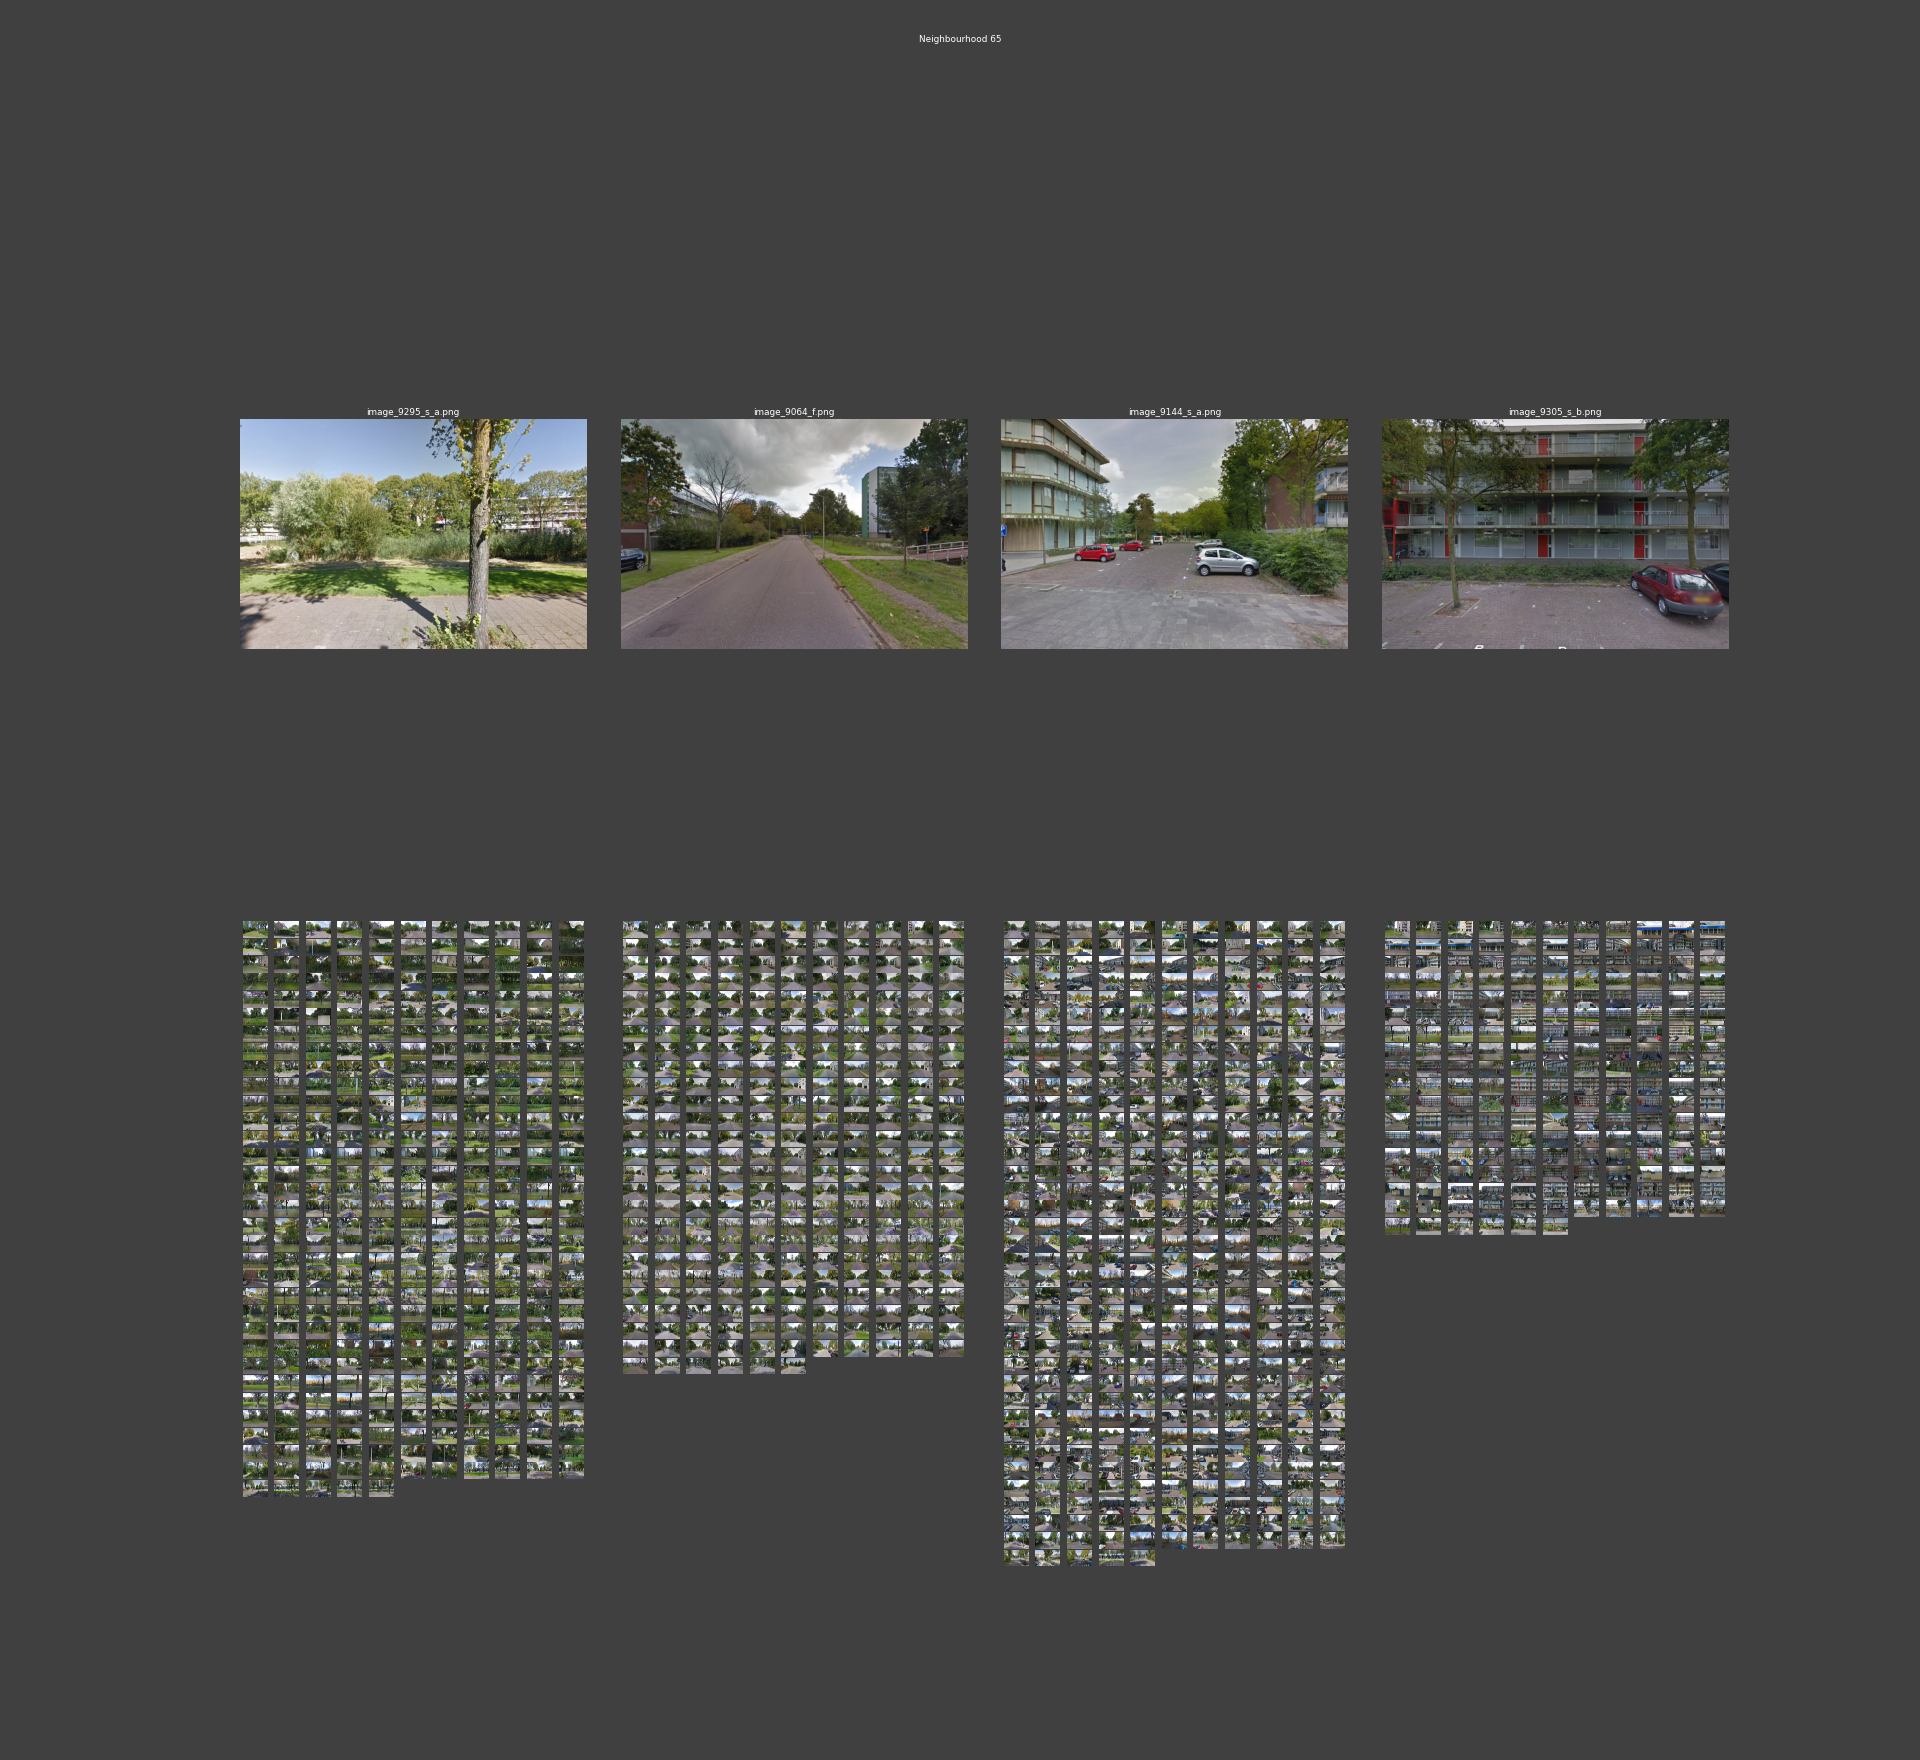 Neighbourhood 65
image_9295_s_a.png
image_9064_f.png
image_9144_s_a.png
image_9305_s_b.png